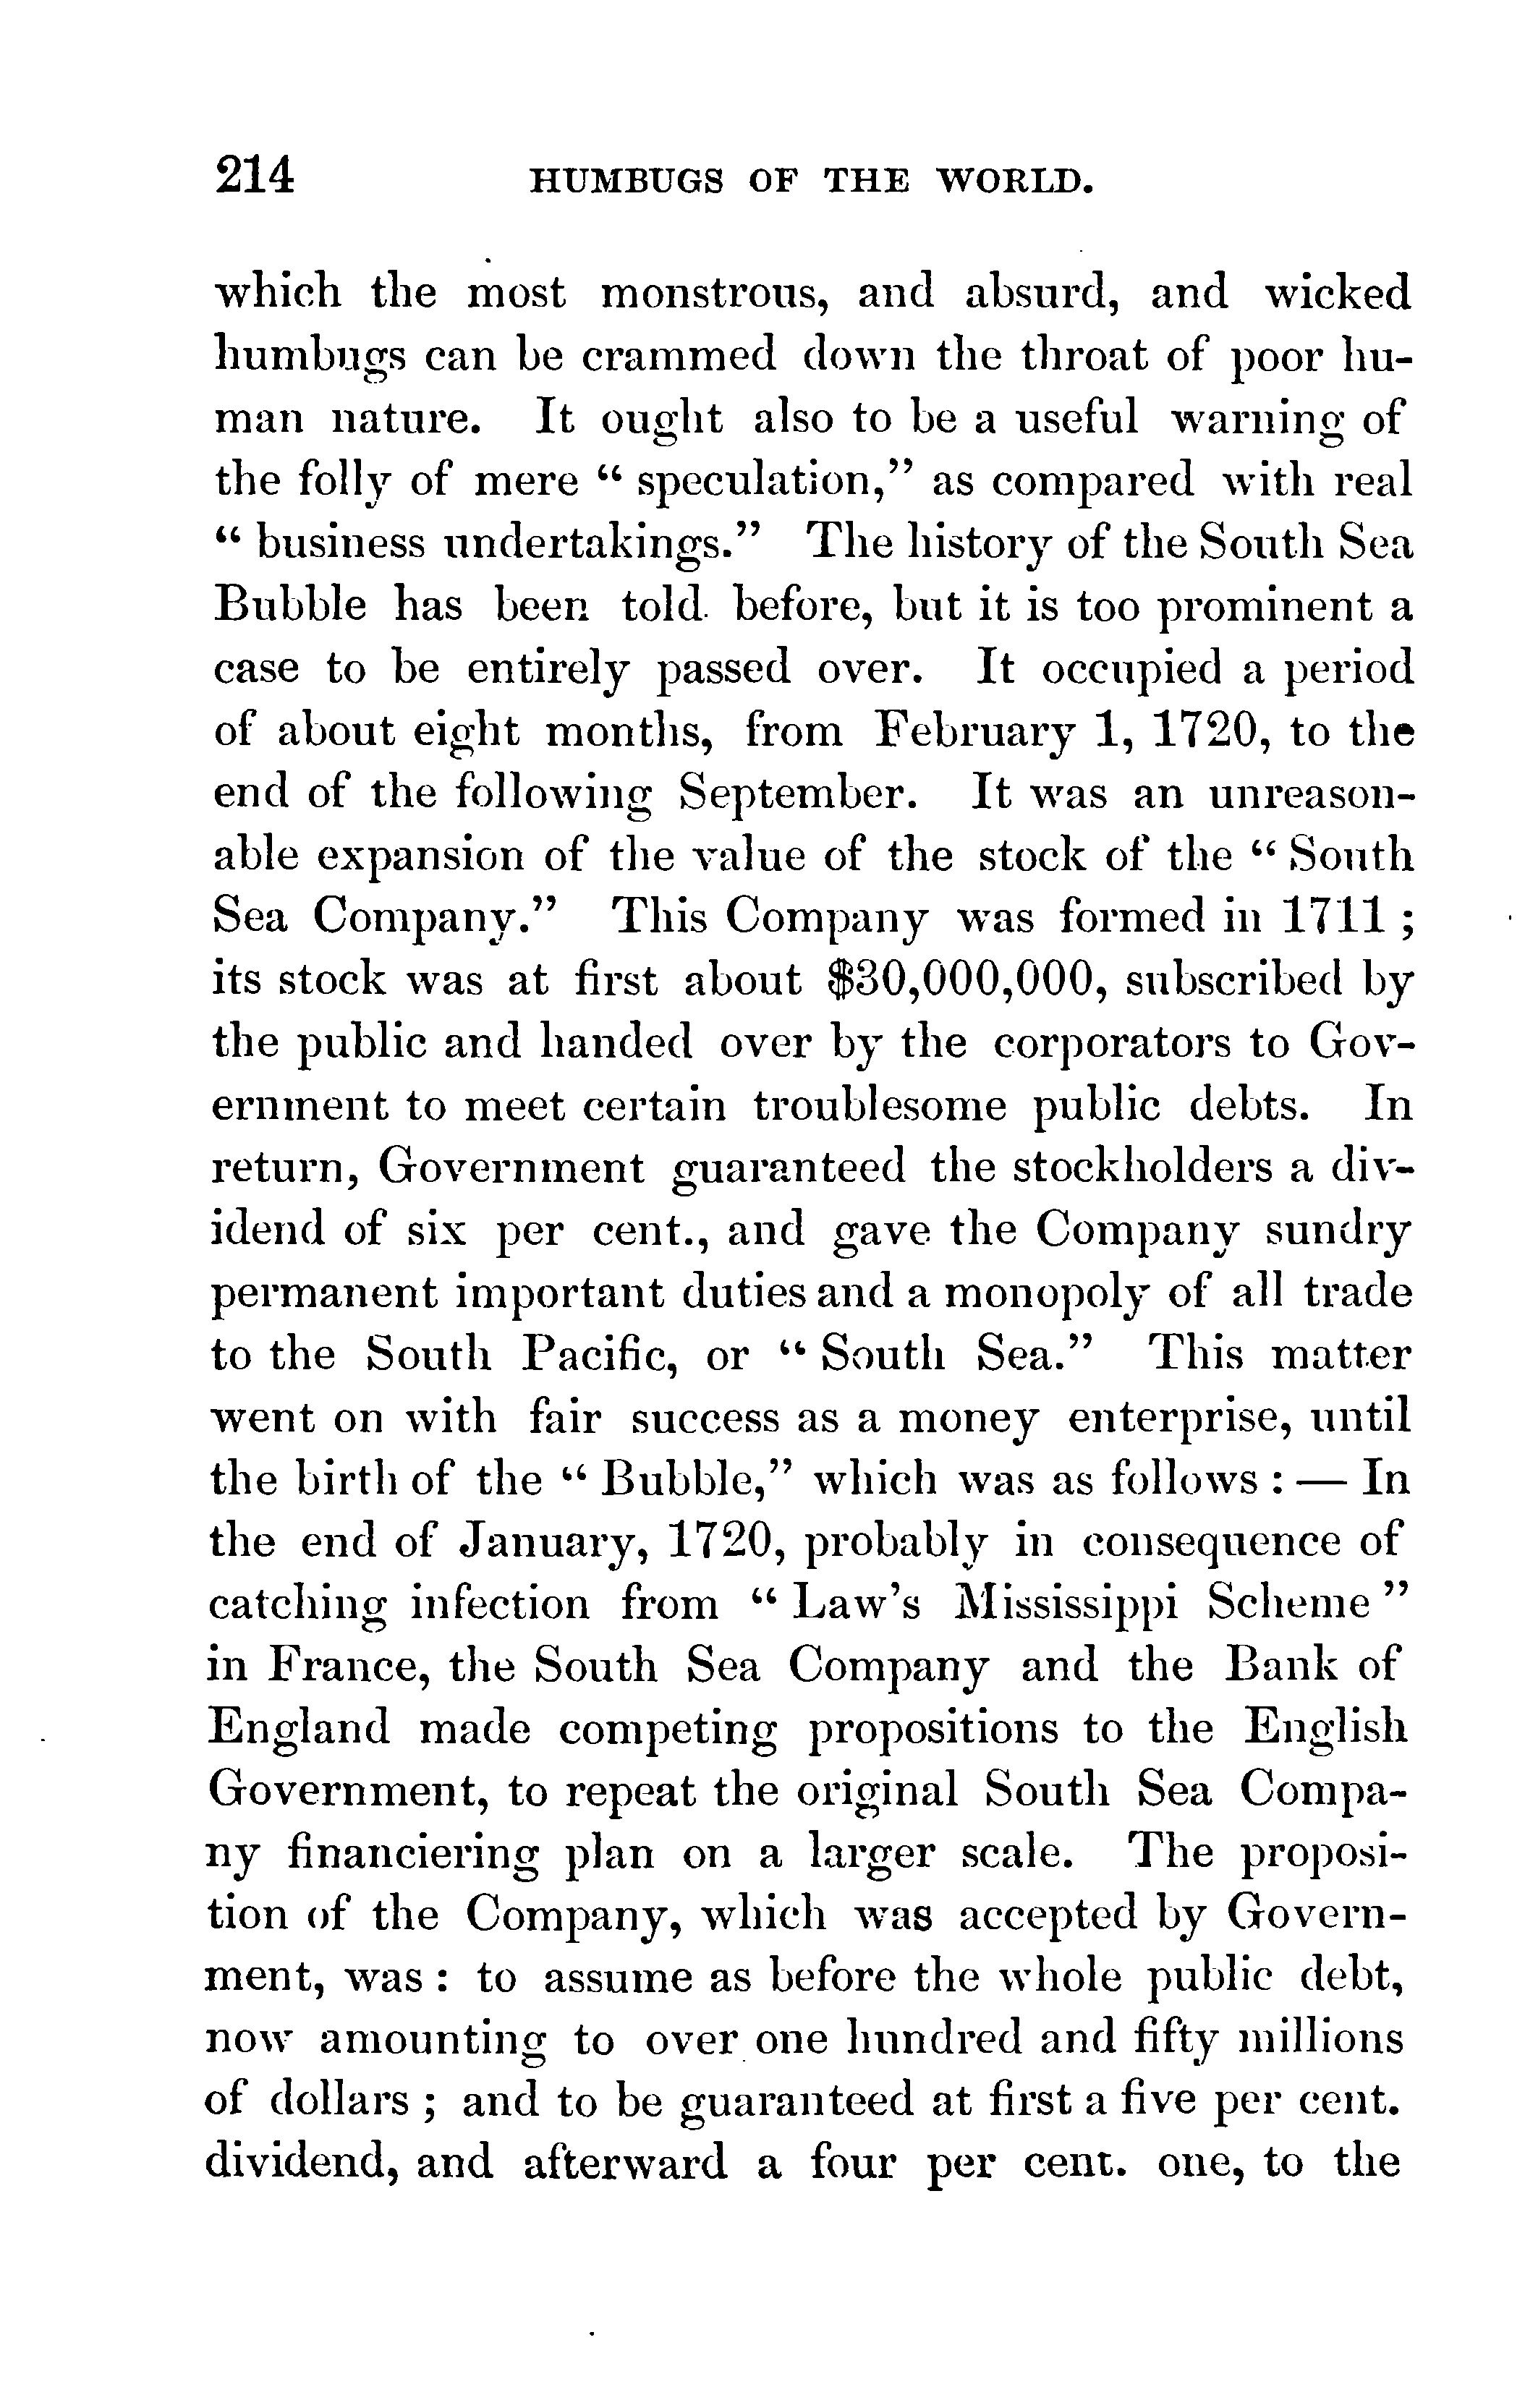 214 HUMBUGS OF THE WORLD.
which the most monstrous, and absurd, and wicked
humbugs can be crammed down the throat of poor hu-
man nature. It ought also to be a useful warning of
the folly of mere “ speculation,” as compared with real
“ business undertakings.” The history of the South Sea
Bubble has been told before, but it is too prominent a
case to be entirely passed over. It occupied a period
of about eight months, from February 1, 1720, to the
end of the following September. It was an unreason-
able expansion of the value of the stock of the “ South
Sea Company.” This Company was formed in 1711 ;
its stock was at first about $30,000,000, subscribed by
the public and handed over by the corporators to Gov-
ernment to meet certain troublesome public debts. In
return, Government guaranteed the stockholders a div-
idend of six per cent., and gave the Company sundry
permanent important duties and a monopoly of all trade
to the South Pacific, or “ South Sea.” This matter
went on with fair success as a money enterprise, until
the birth of the “ Bubble,” which was as follows : — In
the end of January, 1720, probably in consequence of
catching infection from “ Law’s Mississippi Scheme ”
in France, the South Sea Company and the Bank of
England made competing propositions to the English
Government, to repeat the original South Sea Compa-
ny financiering plan on a larger scale. The proposi-
tion of the Company, which was accepted by Govern-
ment, was : to assume as before the whole public debt,
now amounting to over one hundred and fifty millions
of dollars ; and to be guaranteed at first a five per cent.
dividend, and afterward a four per cent. one, to the